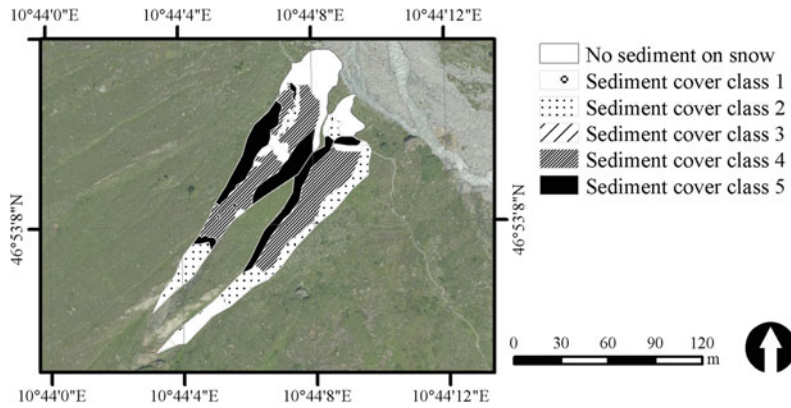 10°44'0"E 10°44'4"E 10°44'8"E 10°44'12"E
No sediment on snow
Sediment cover class 1
Sediment cover class 2
Sediment cover class 3
Sediment cover class 4
Sediment cover class 5
46°53'8"N
46°53'8"N
0 30 60 90 120
m
10°44'0"E 10°44'4"E 10°44'8"E 10°44'12"E